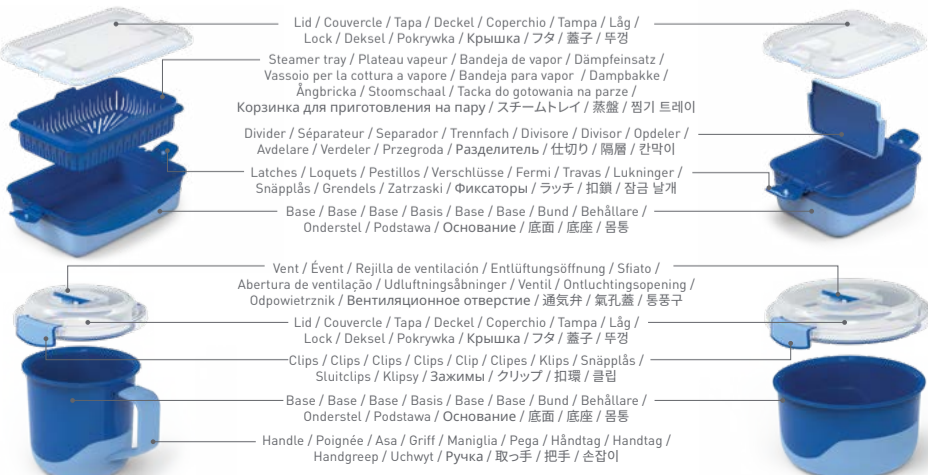 Lid / Couvercle / Tapa / Deckel / Coperchio / Tampa / Låg /
Lock / Deksel / Pokrywka / Крышка / フタ / 蓋子 / 뚜껑
Steamer tray / Plateau vapeur / Bandeja de vapor / Dämpfeinsatz /
Vassoio per la cottura a vapore / Bandeja para vapor / Dampbakke /
Ångbricka / Stoomschaal / Tacka do gotowania na parze /
Корзинка для приготовления на пару / スチームトレイ / 蒸盤 / 찜기 트레이
Divider / Séparateur / Separador / Trennfach / Divisore / Divisor / Opdeler /
Avdelare / Verdeler / Przegroda / Разделитель / 仕切り / 隔層 / 칸막이
Latches / Loquets / Pestillos / Verschlüsse / Fermi / Travas / Lukninger /
Snäpplås / Grendels / Zatrzaski / Фиксаторы / ラッチ / 扣鎖 / 잠금 날개
Base / Base / Base / Basis / Base / Base / Bund / Behållare /
Onderstel / Podstawa / Основание / 底面 / 底座 / 몸통
Vent / Évent / Rejilla de ventilación / Entlüftungsöffnung / Sfiato /
Abertura de ventilação / Udluftningsåbninger / Ventil / Ontluchtingsopening /
Odpowietrznik / Вентиляционное отверстие / 通気弁 / 氣孔蓋 / 통풍구
Lid / Couvercle / Tapa / Deckel / Coperchio / Tampa / Låg /
Lock / Deksel / Pokrywka / Крышка / フタ / 蓋子 / 뚜껑
Clips / Clips / Clips / Clips / Clip / Clipes / Klips / Snäpplås /
Sluitclips / Klipsy / Зажимы / クリップ / 扣環 / 클립
Base / Base / Base / Basis / Base / Base / Bund / Behållare /
Onderstel / Podstawa / Основание / 底面 / 底座 / 몸통
Handle / Poignée / Asa / Griff / Maniglia / Pega / Håndtag / Handtag /
Handgreep / Uchwyt / Ручка / 取っ手 / 把手 / 손잡이